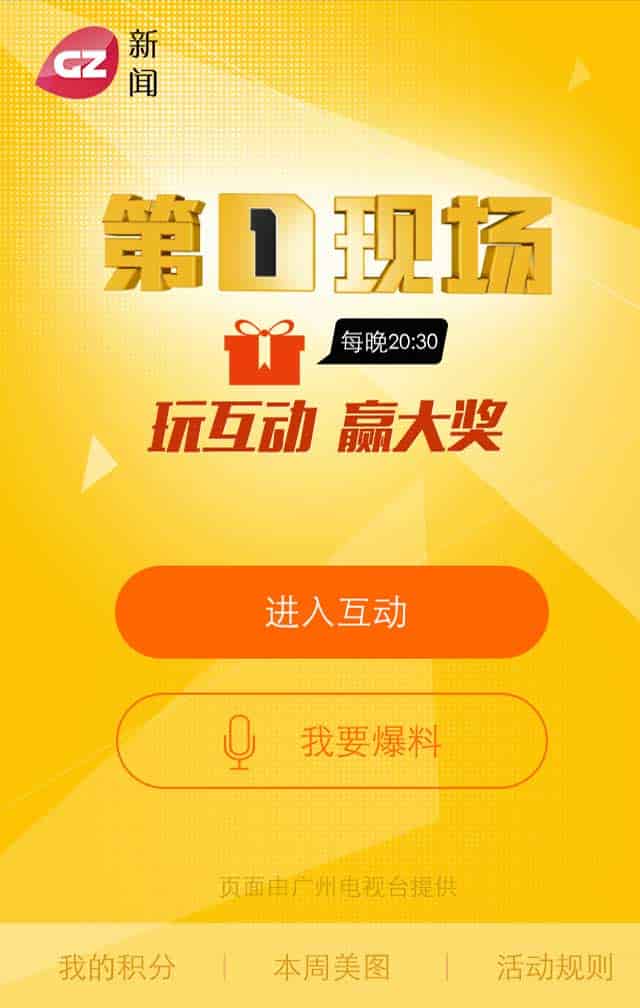 GZ
新
闻
第1现场
每晚20:30
玩互动 赢大奖
进入互动
我要爆料
页面由广州电视台提供
我的积分 | 本周美图 | 活动规则